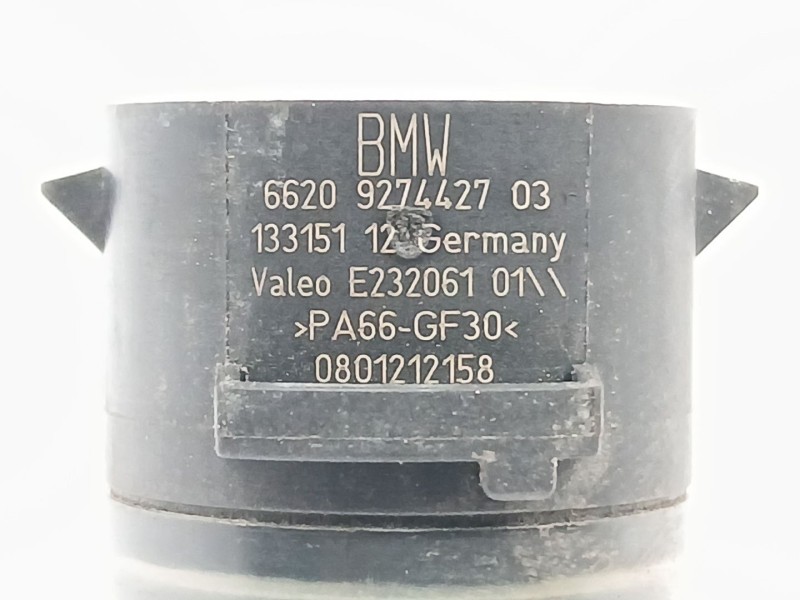 BMW
6620 9274427 03
133151 12 Germany
Valeo E232061 01\\
>PA66-GF30<
0801212158